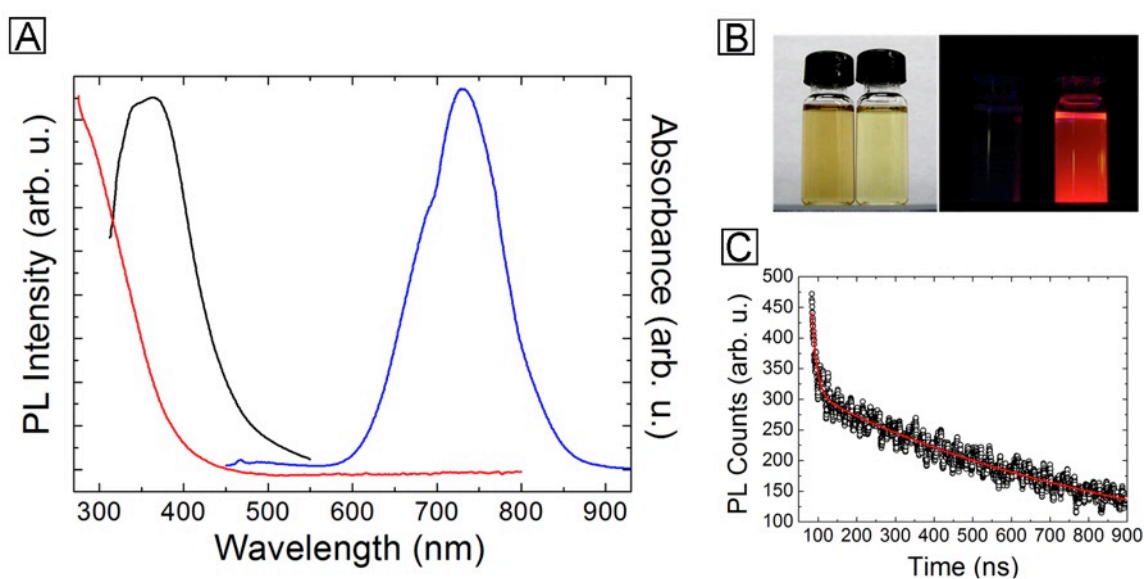 A
PL Intensity (arb. u.)
Absorbance (arb. u.)
300 400 500 600 700 800 900
Wavelength (nm)
B
C
500
450
400
350
300
250
200
150
100
PL Counts (arb. u.)
100 200 300 400 500 600 700 800 900
Time (ns)